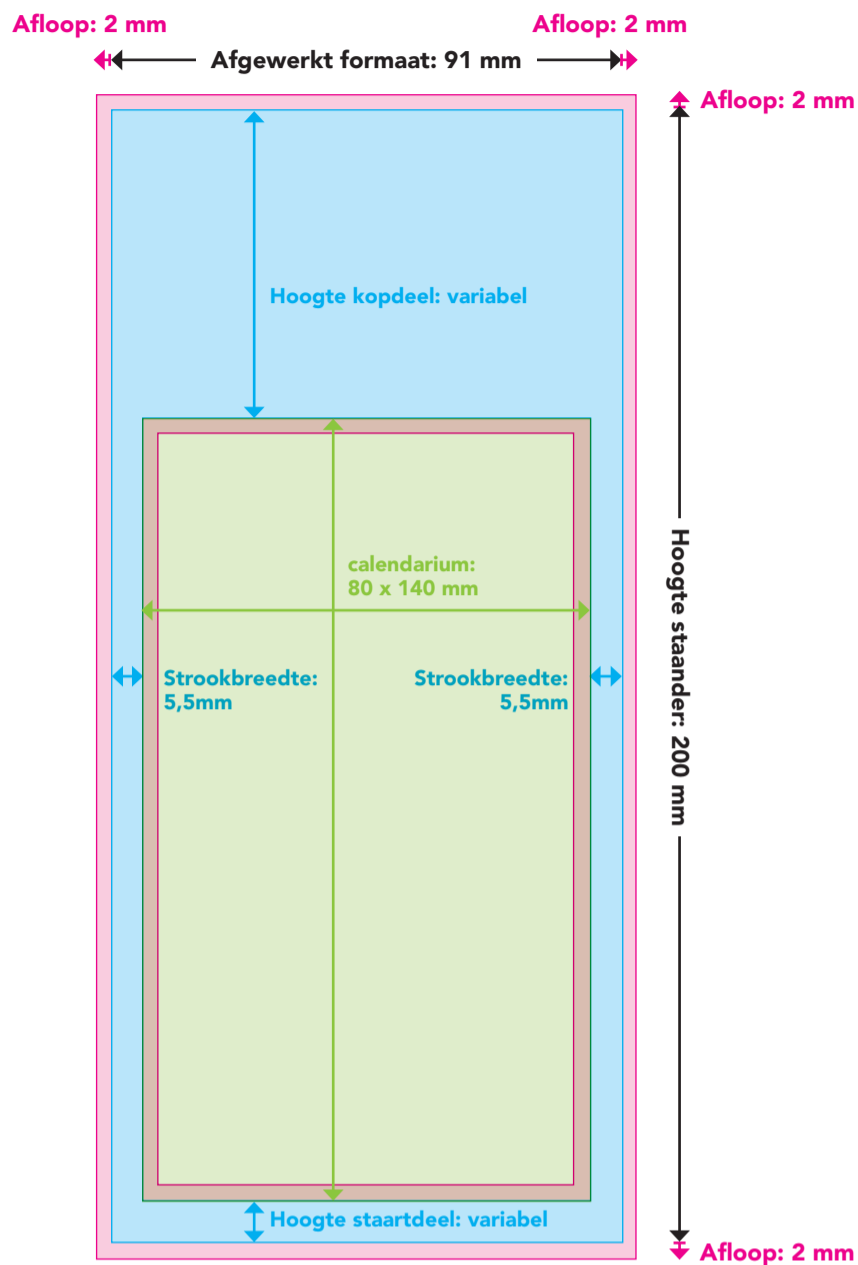 Afloop: 2 mm
Afloop: 2 mm
Afgewerkt formaat: 91 mm
Afloop: 2 mm
Hoogte kopdeel: variabel
Hoogte staander: 200 mm
calendarium:
80 x 140 mm
Strookbreedte:
5,5mm
Strookbreedte:
5,5mm
Hoogte staartdeel: variabel
Afloop: 2 mm